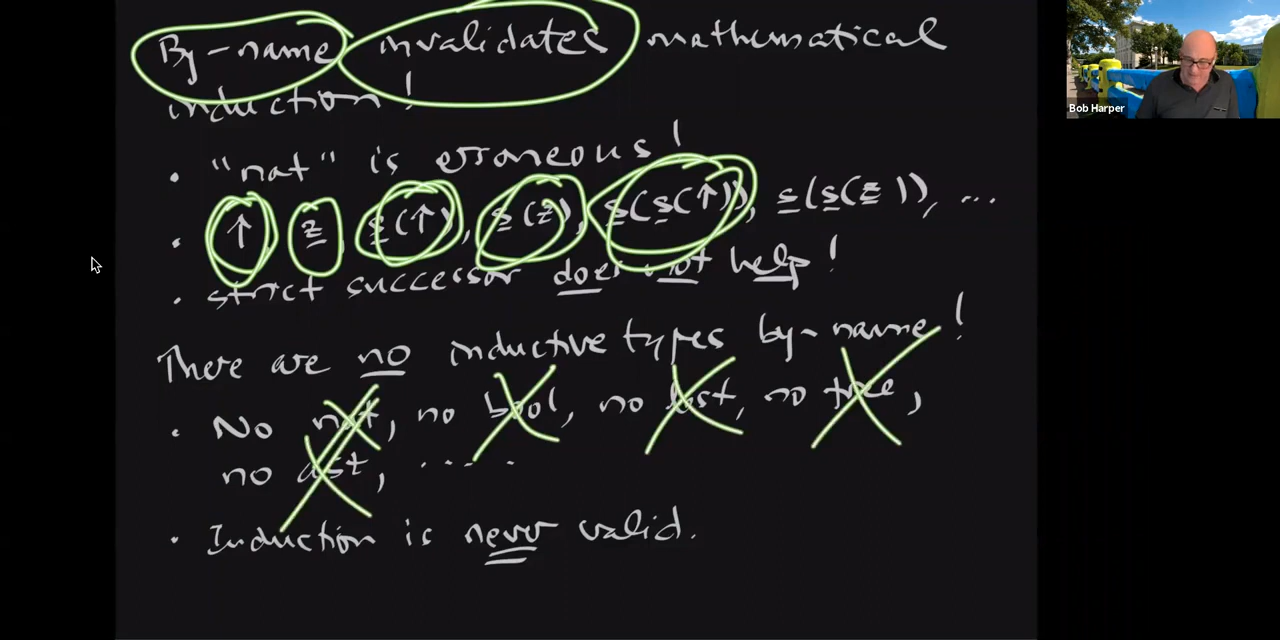 By-name invalidates mathematical
induction!
Bob Harper
• "nat" is erroneous!
• ↑, z, s(↑), s(z), s(s(↑)), s(s(z)), ...
• strict successor does not help!
There are no inductive types by-name!
• No nat, no bool, no list, no tree,
no ast, .....
• Induction is never valid.